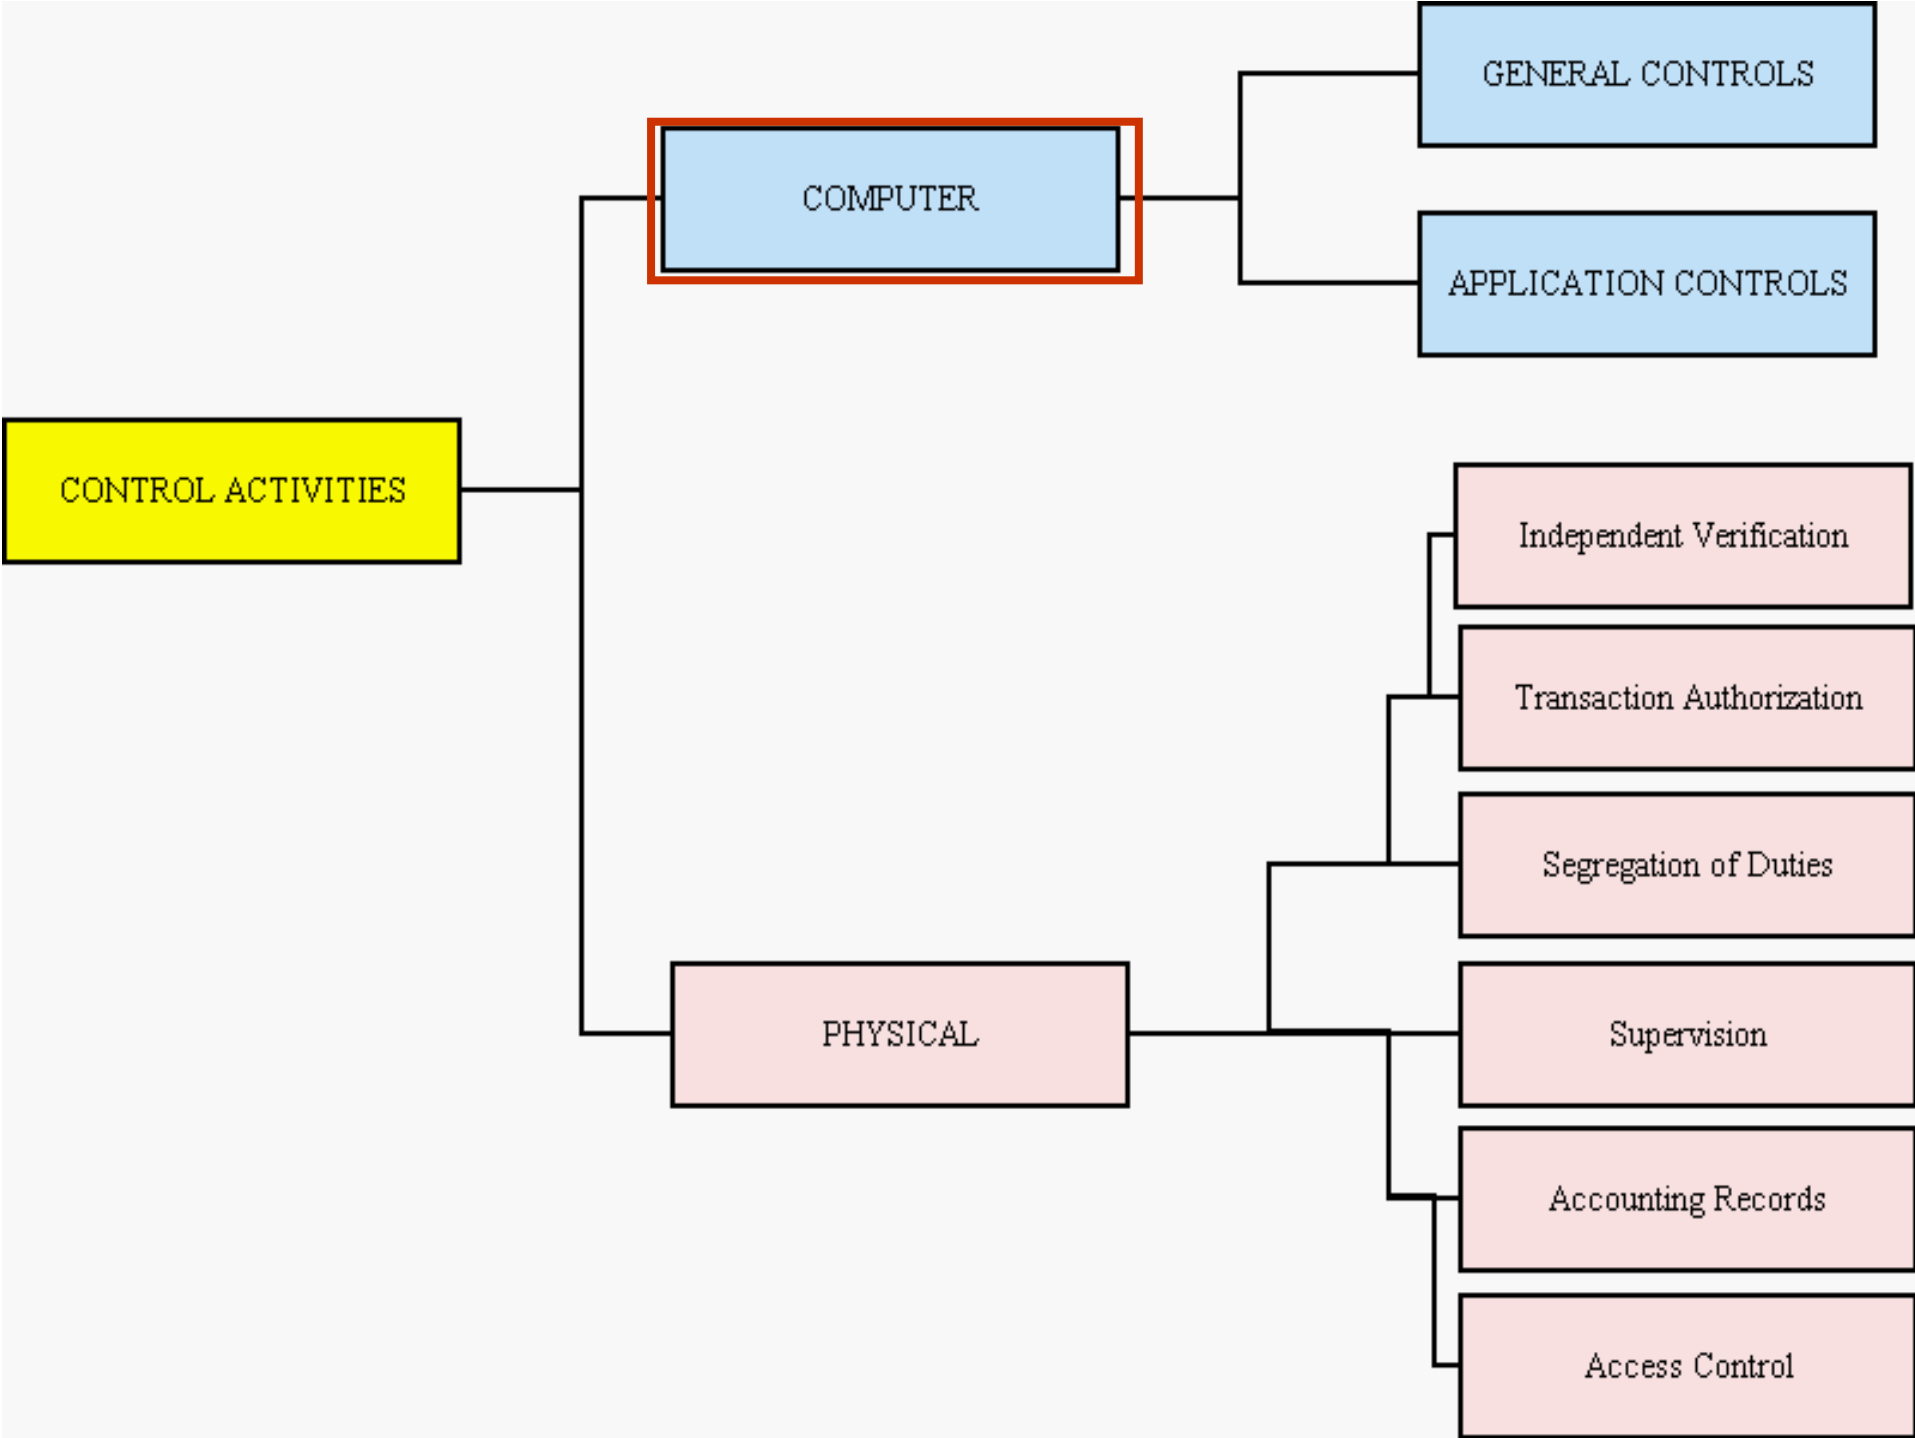 GENERAL CONTROLS
COMPUTER
APPLICATION CONTROLS
CONTROL ACTIVITIES
Independent Verification
Transaction Authorization
Segregation of Duties
PHYSICAL
Supervision
Accounting Records
Access Control